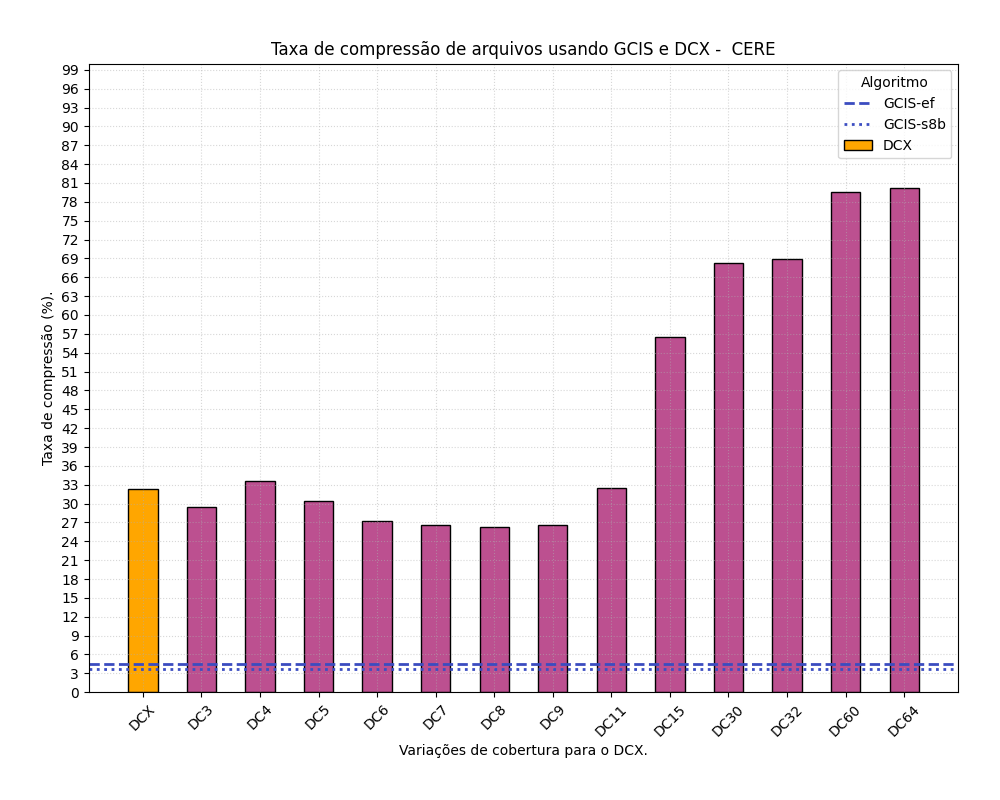 Taxa de compressão de arquivos usando GCIS e DCX -  CERE
Algoritmo
GCIS-ef
GCIS-s8b
DCX
Taxa de compressão (%).
99
96
93
90
87
84
81
78
75
72
69
66
63
60
57
54
51
48
45
42
39
36
33
30
27
24
21
18
15
12
9
6
3
0
DCX
DC3
DC4
DC5
DC6
DC7
DC8
DC9
DC11
DC15
DC30
DC32
DC60
DC64
Variações de cobertura para o DCX.